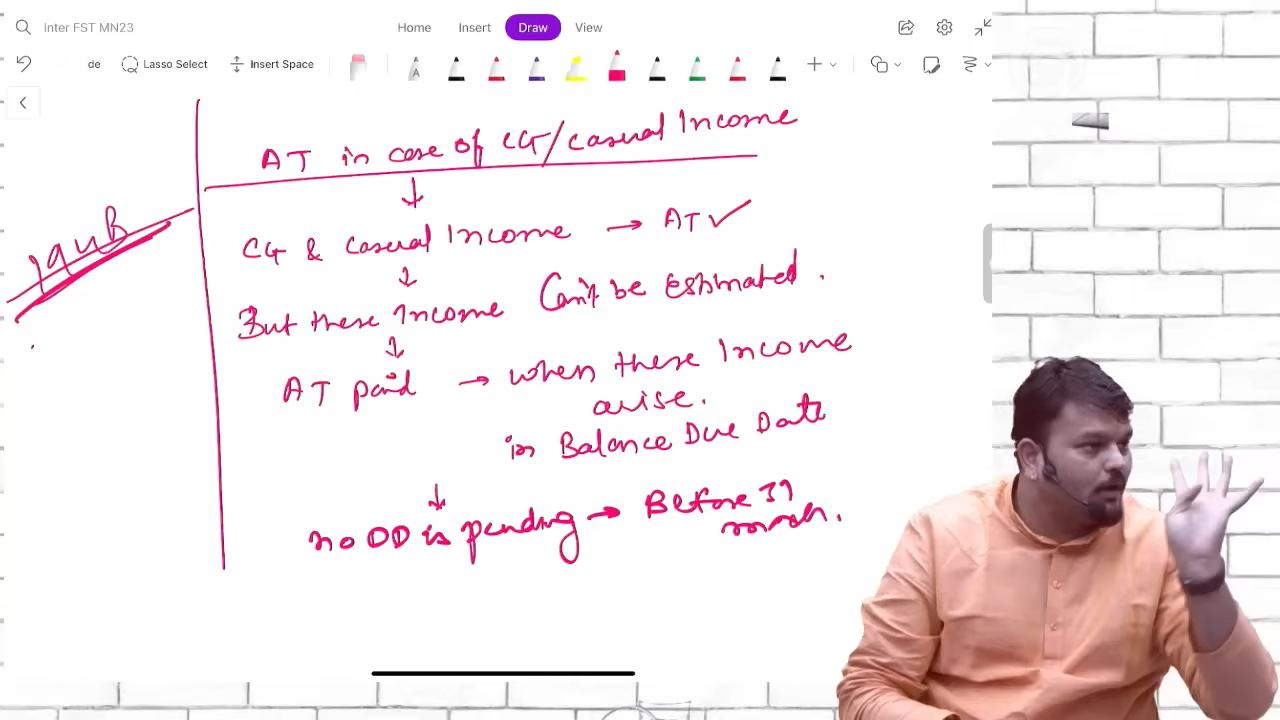 Inter FST MN23
Home Insert Draw View
de Lasso Select Insert Space
A
AT in case of CG/casual Income
194B
CG & Casual Income → AT ✓
↓
But these Income Can't be Estimated.
↓
AT paid → when these Income
arise.
in Balance Due Date
↓
no DD is pending → Before 31
march.